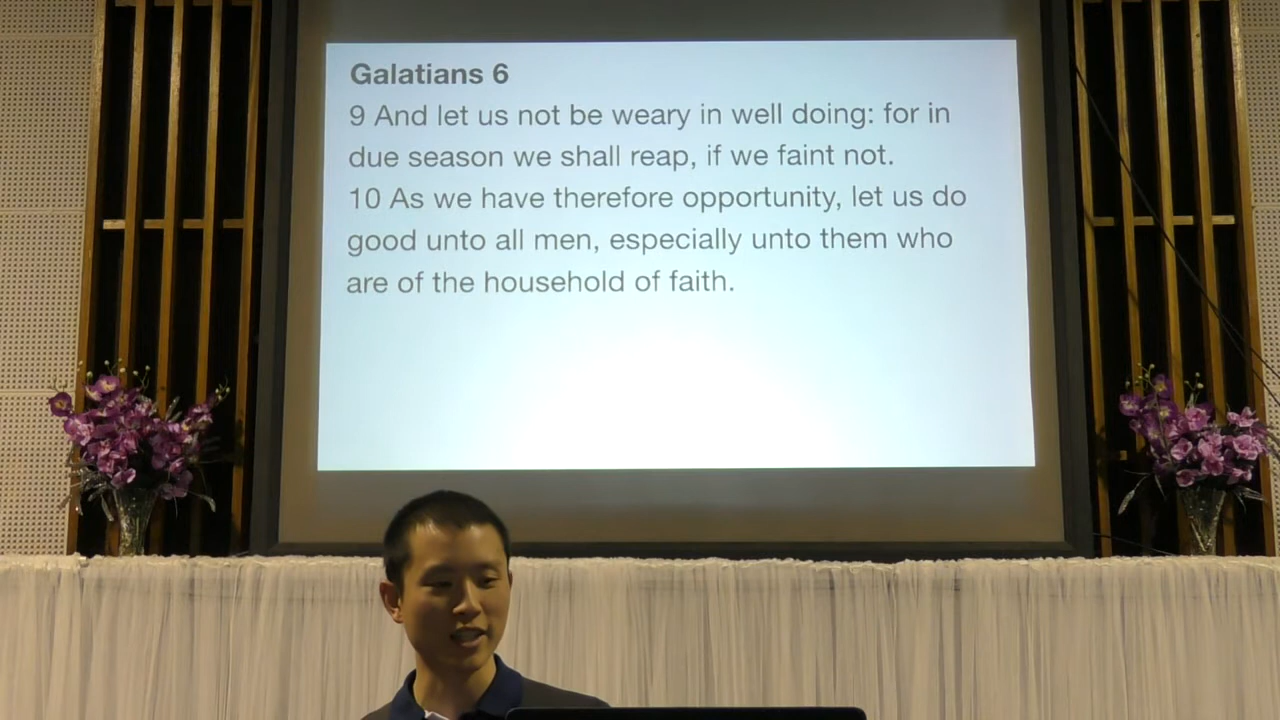 Galatians 6
9 And let us not be weary in well doing: for in
due season we shall reap, if we faint not.
10 As we have therefore opportunity, let us do
good unto all men, especially unto them who
are of the household of faith.